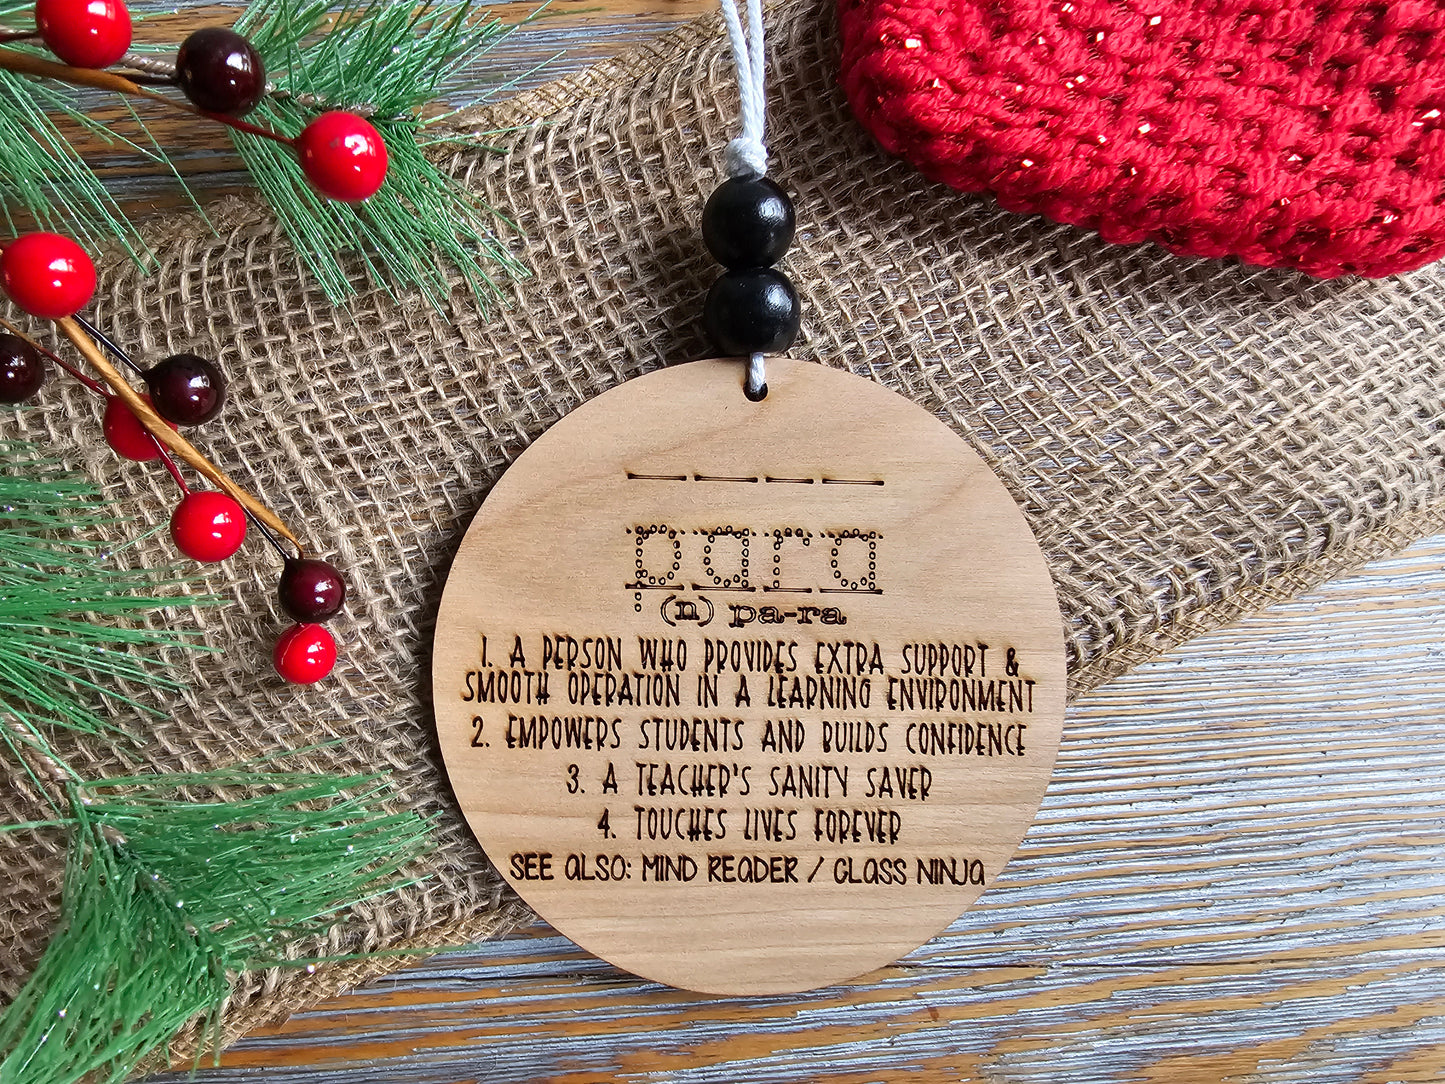 para
(n) pa-ra
1. A PERSON WHO PROVIDES EXTRA SUPPORT &
SMOOTH OPERATION IN A LEARNING ENVIRONMENT
2. EMPOWERS STUDENTS AND BUILDS CONFIDENCE
3. A TEACHER'S SANITY SAVER
4. TOUCHES LIVES FOREVER
SEE ALSO: MIND READER / CLASS NINJA